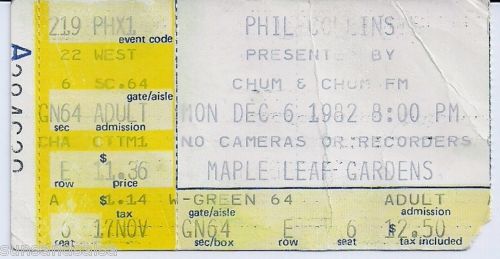 219 PHX1
event code
22 WEST
6 SC.64
gate/aisle
GN64 ADULT
sec admission
CHA CTTM1
$
E 11.36
row price
$
A 1.14
tax
6 17NOV
seat
PHIL COLLINS
PRESENTED BY
CHUM & CHUM FM
MON DEC 6 1982 8:00 PM
NO CAMERAS OR RECORDERS
MAPLE LEAF GARDENS
W-GREEN 64 ADULT
gate/aisle admission
GN64 E 6 12.50
sec/box row seat $ tax included
sunsandsedsa